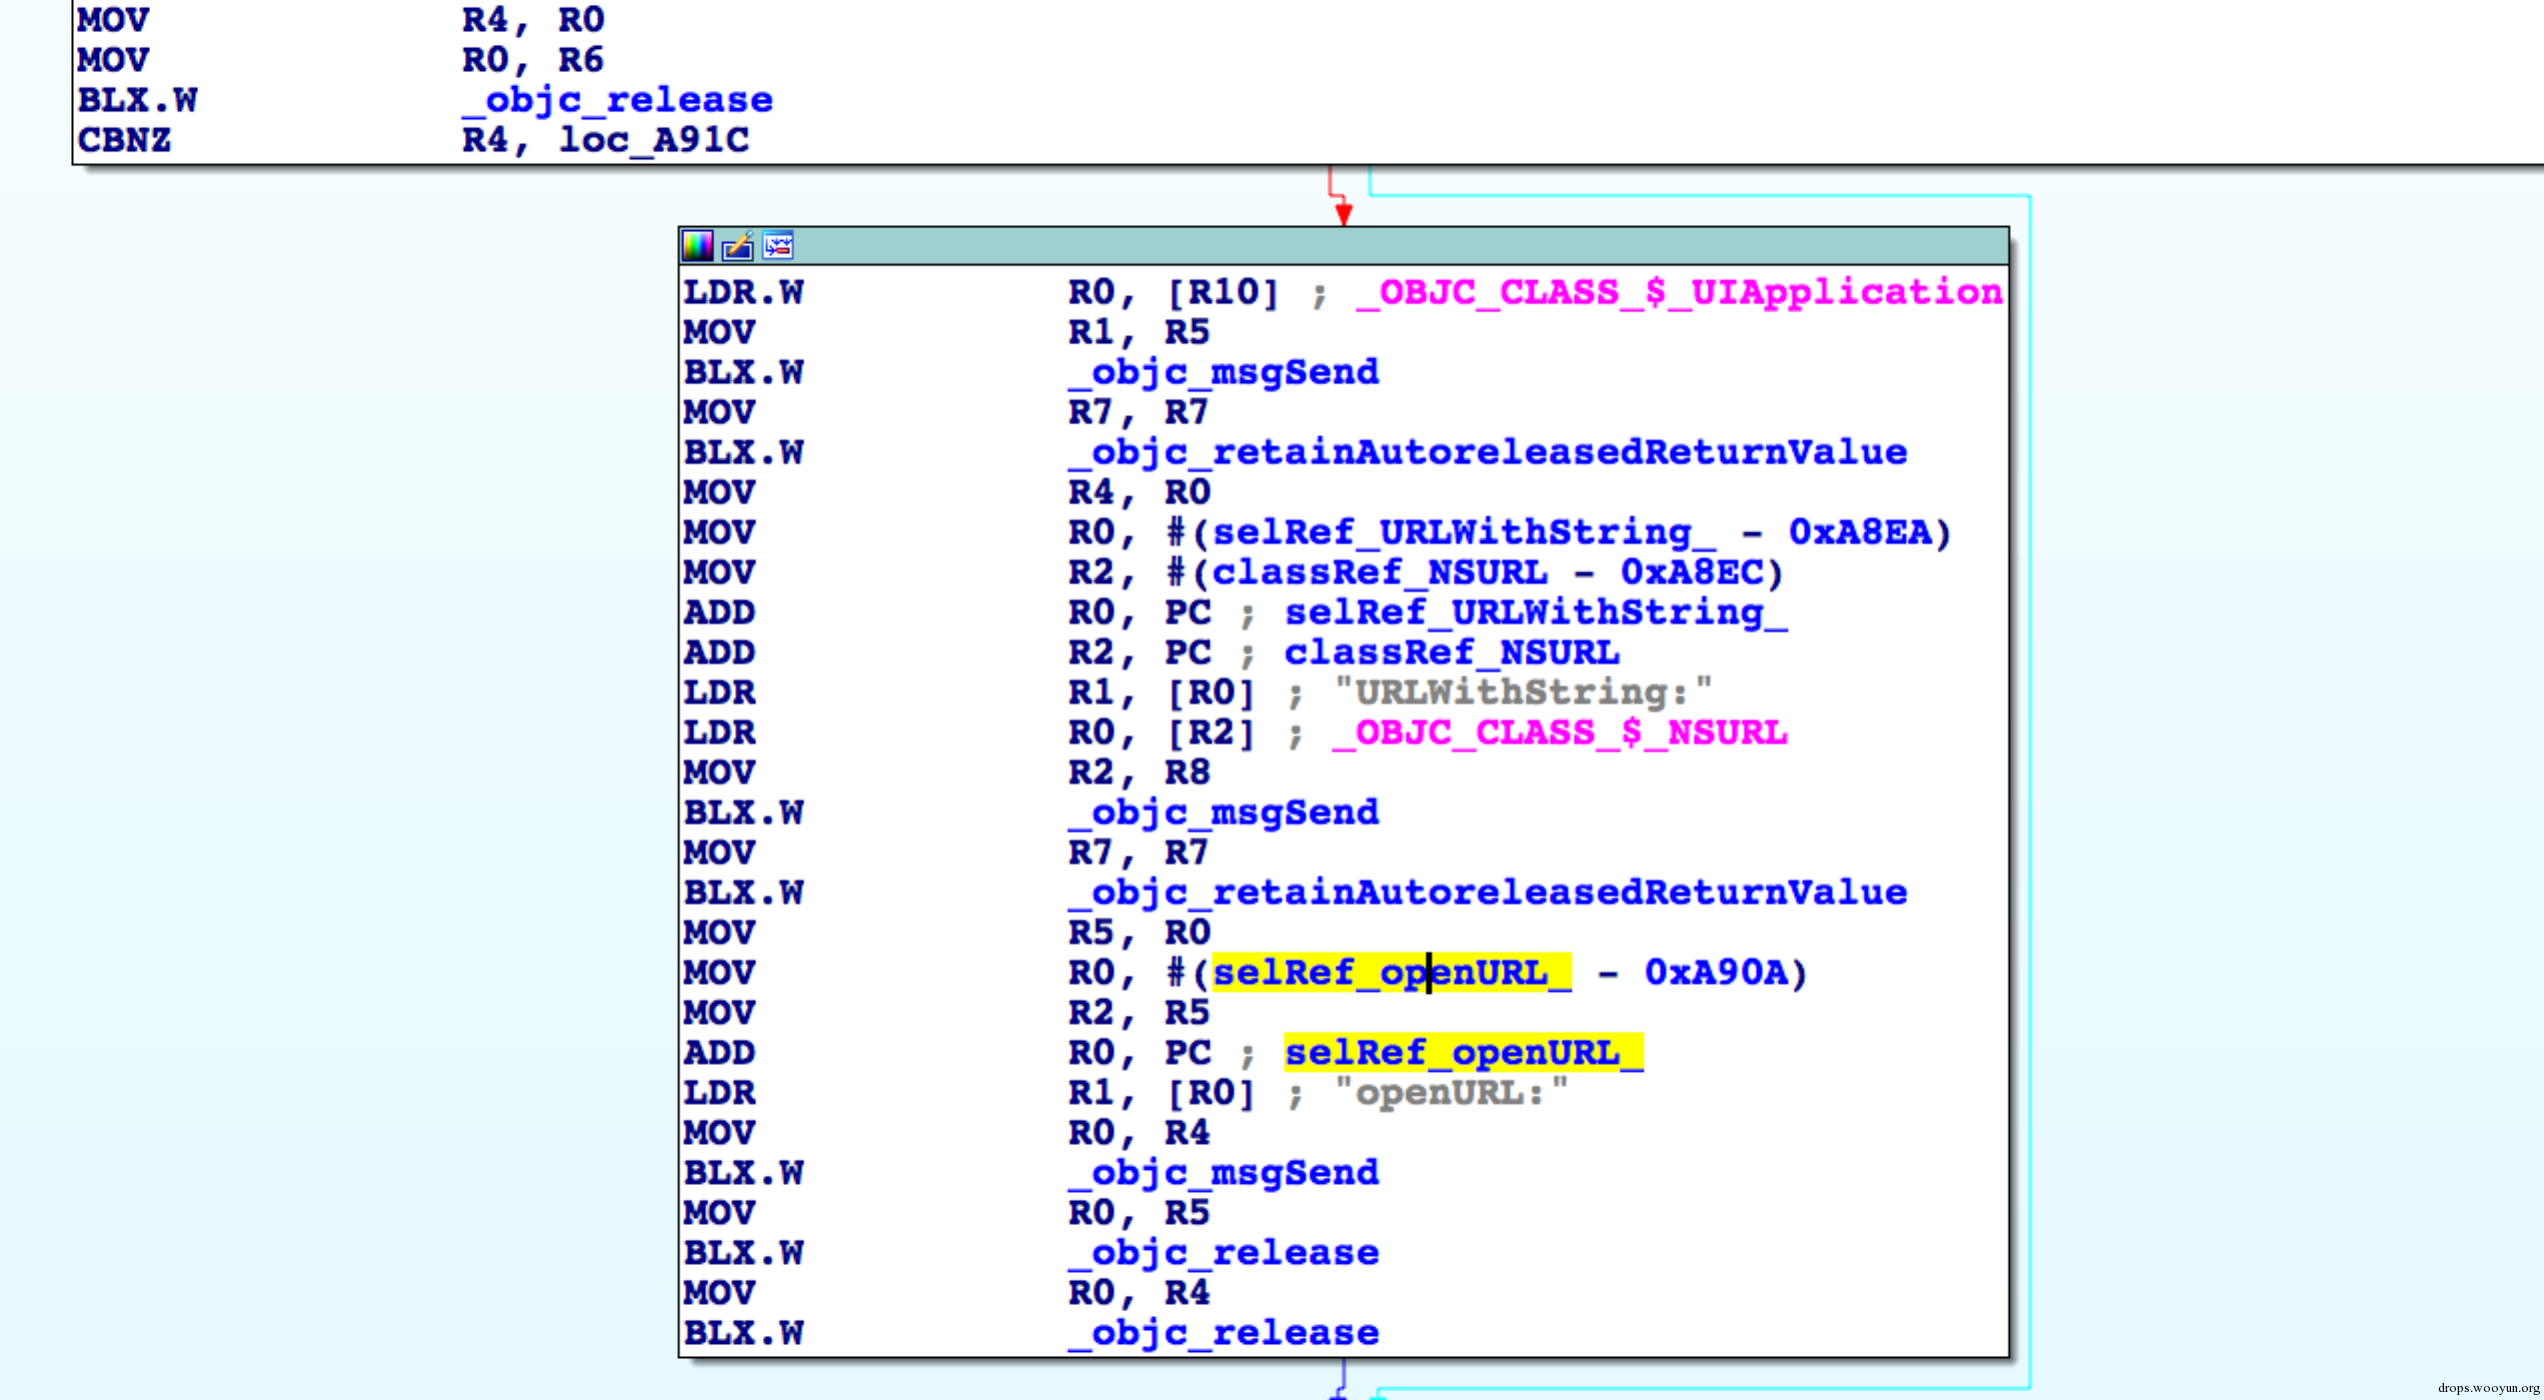 MOV R4, R0
MOV R0, R6
BLX.W _objc_release
CBNZ R4, loc_A91C
LDR.W R0, [R10] ; _OBJC_CLASS_$_UIApplication
MOV R1, R5
BLX.W _objc_msgSend
MOV R7, R7
BLX.W _objc_retainAutoreleasedReturnValue
MOV R4, R0
MOV R0, #(selRef_URLWithString_ - 0xA8EA)
MOV R2, #(classRef_NSURL - 0xA8EC)
ADD R0, PC ; selRef_URLWithString_
ADD R2, PC ; classRef_NSURL
LDR R1, [R0] ; "URLWithString:"
LDR R0, [R2] ; _OBJC_CLASS_$_NSURL
MOV R2, R8
BLX.W _objc_msgSend
MOV R7, R7
BLX.W _objc_retainAutoreleasedReturnValue
MOV R5, R0
MOV R0, #(selRef_openURL_ - 0xA90A)
MOV R2, R5
ADD R0, PC ; selRef_openURL_
LDR R1, [R0] ; "openURL:"
MOV R0, R4
BLX.W _objc_msgSend
MOV R0, R5
BLX.W _objc_release
MOV R0, R4
BLX.W _objc_release
drops.wooyun.org